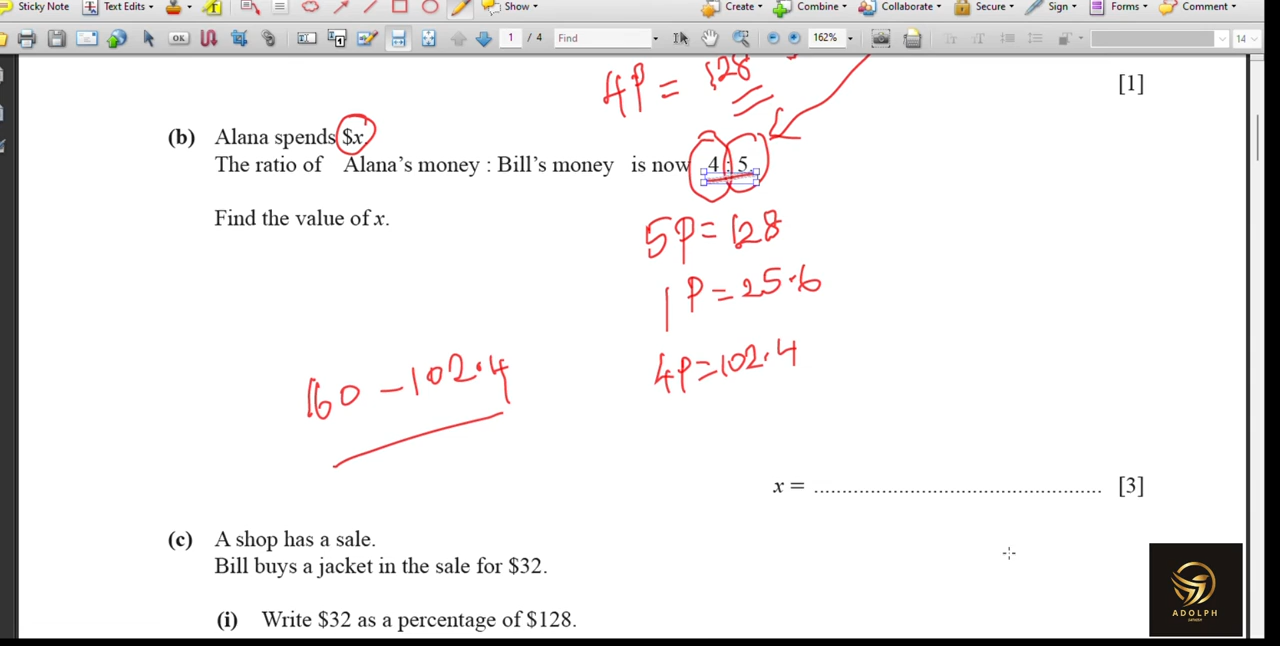 Sticky Note Text Edits Show Create Combine Collaborate Secure Sign Forms Comment
OK 1 / 4 Find 162% Tr 14
4P = 128
[1]
(b) Alana spends $x.
The ratio of Alana's money : Bill's money is now 4 : 5.
Find the value of x.
5P = 128
1P = 25.6
4P = 102.4
160 - 102.4
x = ........................................ [3]
(c) A shop has a sale.
Bill buys a jacket in the sale for $32.
(i) Write $32 as a percentage of $128.
ADOLPH